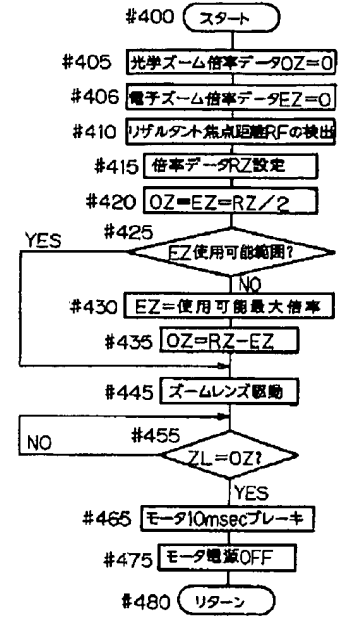 #400 スタート
#405 光学ズーム倍率データOZ=0
#406 電子ズーム倍率データEZ=0
#410 リザルタント焦点距離RFの検出
#415 倍率データRZ設定
#420 OZ=EZ=RZ/2
#425
YES
EZ使用可能範囲?
NO
#430 EZ=使用可能最大倍率
#435 OZ=RZ-EZ
#445 ズームレンズ駆動
#455
NO
ZL=OZ?
YES
#465 モータ10msecブレーキ
#475 モータ電源OFF
#480 リターン